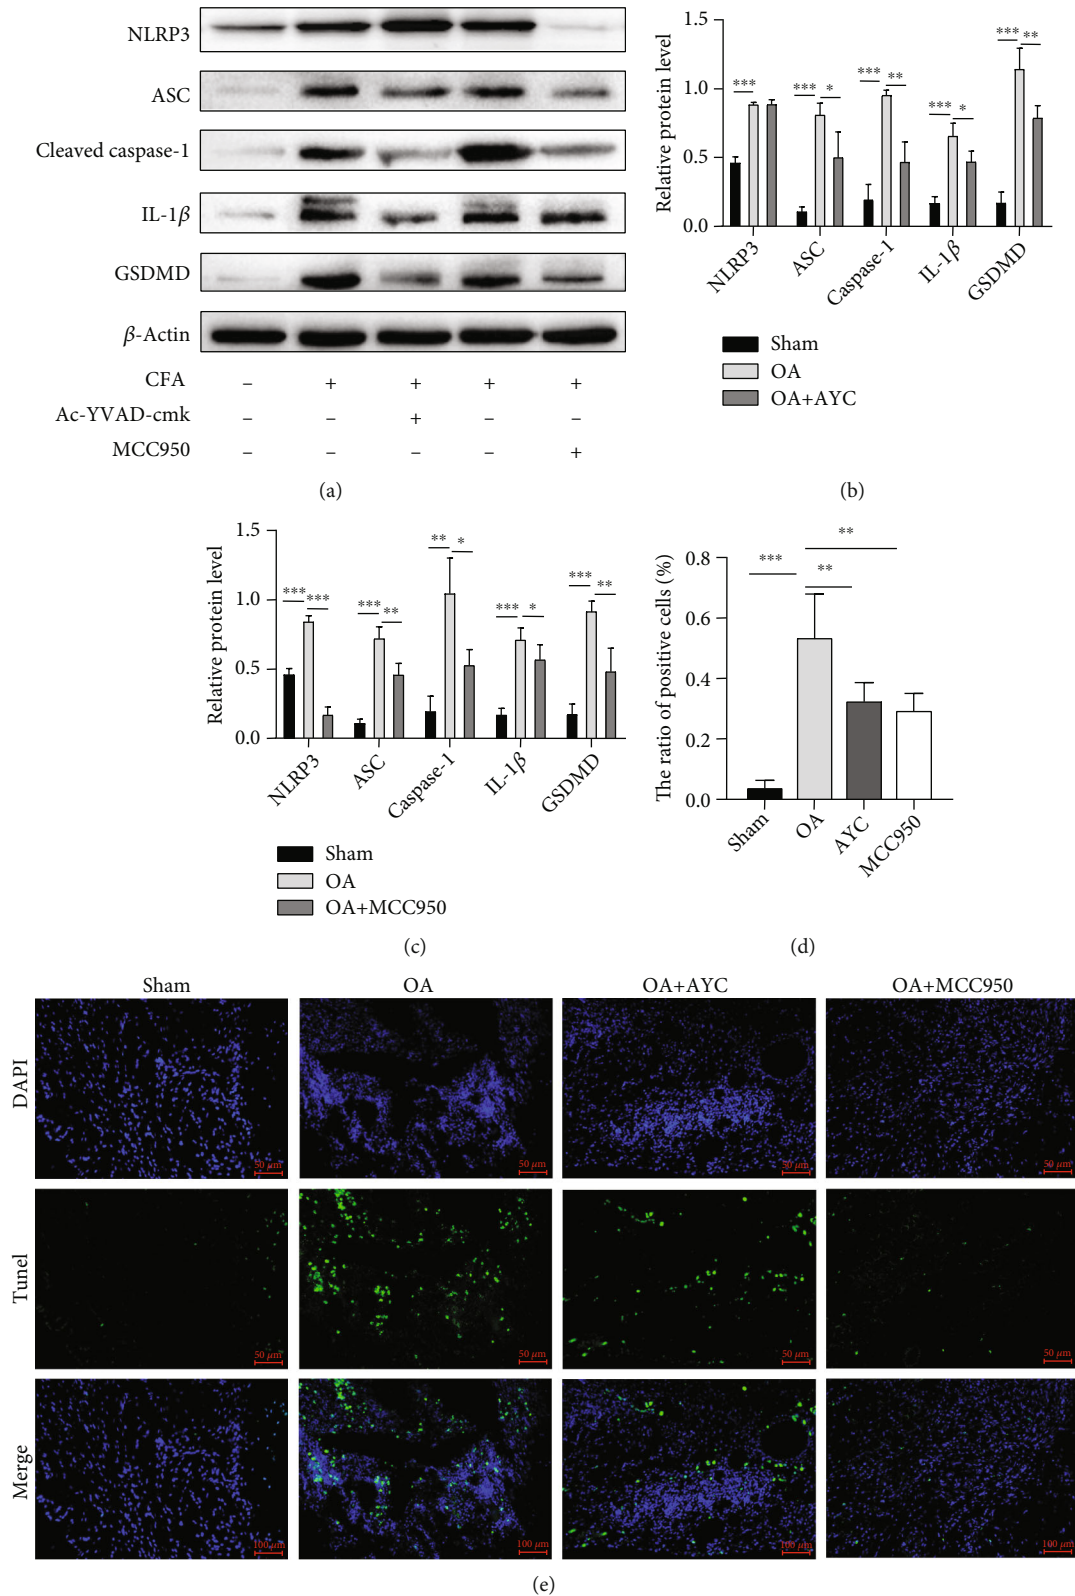 NLRP3
ASC
Cleaved caspase-1
IL-1β
GSDMD
β-Actin
CFA – + + + +
Ac-YVAD-cmk – – + – –
MCC950 – – – – +
(a)
Relative protein level
1.5
1.0
0.5
0.0
*** *** * *** ** *** * *** **
NLRP3 ASC Caspase-1 IL-1β GSDMD
Sham
OA
OA+AYC
(b)
Relative protein level
1.5
1.0
0.5
0.0
*** *** *** ** ** * *** * *** **
NLRP3 ASC Caspase-1 IL-1β GSDMD
Sham
OA
OA+MCC950
(c)
The ratio of positive cells (%)
0.8
0.6
0.4
0.2
0.0
*** ** **
Sham OA AYC MCC950
(d)
Sham OA OA+AYC OA+MCC950
DAPI
50 μm 50 μm 50 μm 50 μm
Tunel
50 μm 50 μm 50 μm 50 μm
Merge
100 μm 100 μm 100 μm 100 μm
(e)